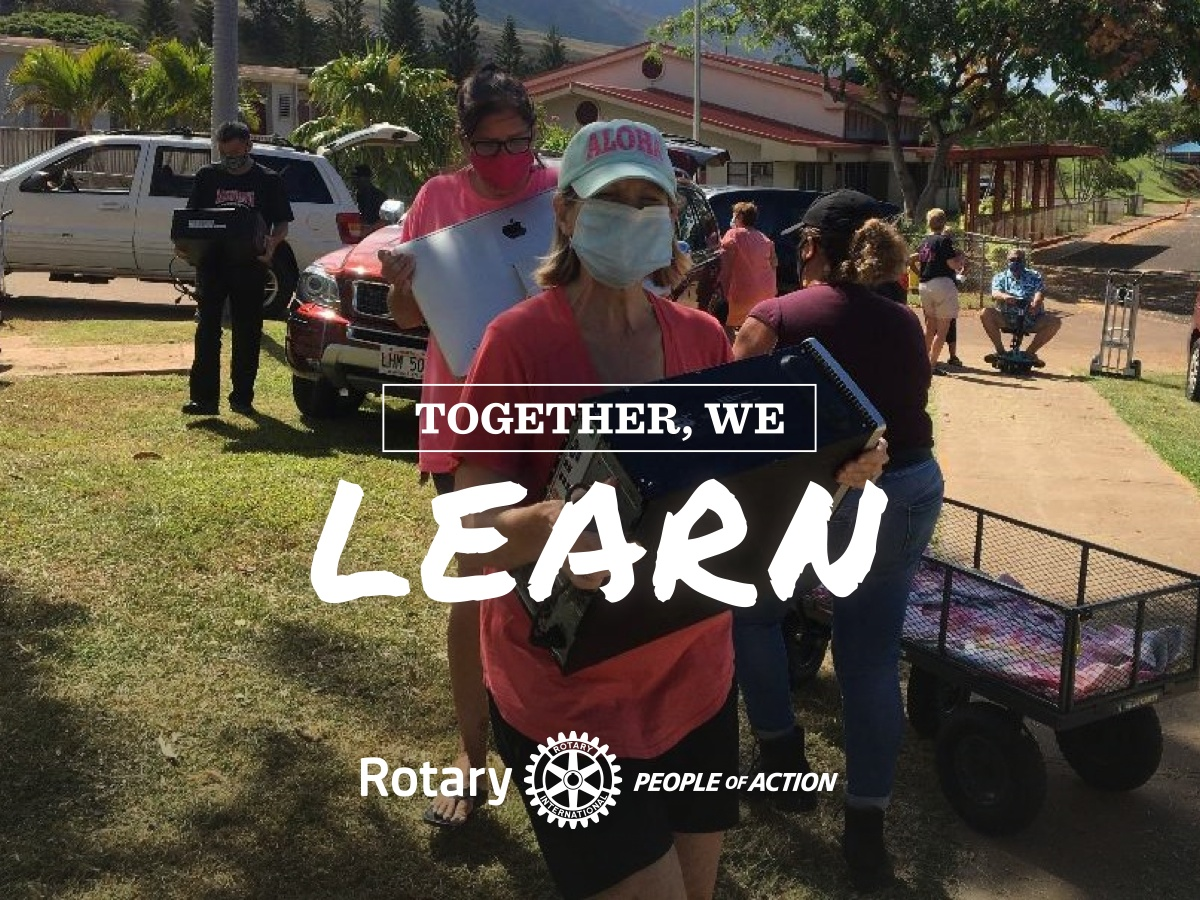 ALOHA
LHM 50
TOGETHER, WE
LEARN
Rotary
ROTARY
INTERNATIONAL
PEOPLE OF ACTION